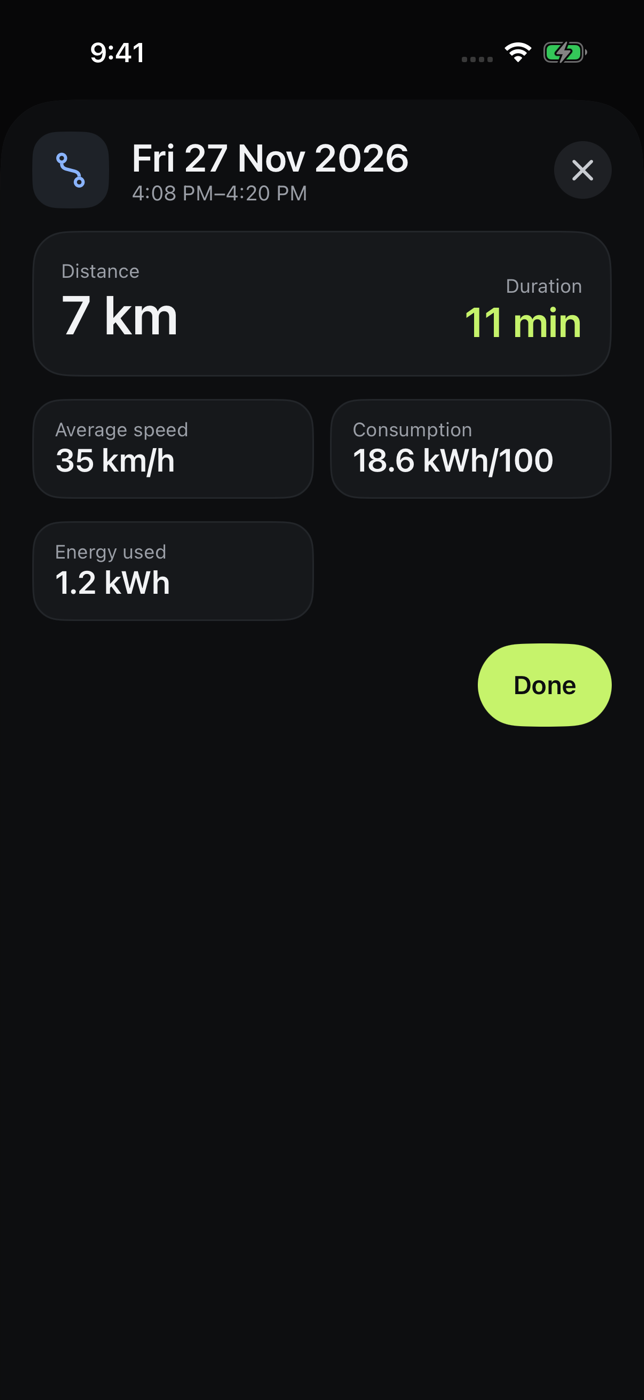 9:41
Fri 27 Nov 2026
4:08 PM–4:20 PM
Distance
7 km
Duration
11 min
Average speed
35 km/h
Consumption
18.6 kWh/100
Energy used
1.2 kWh
Done